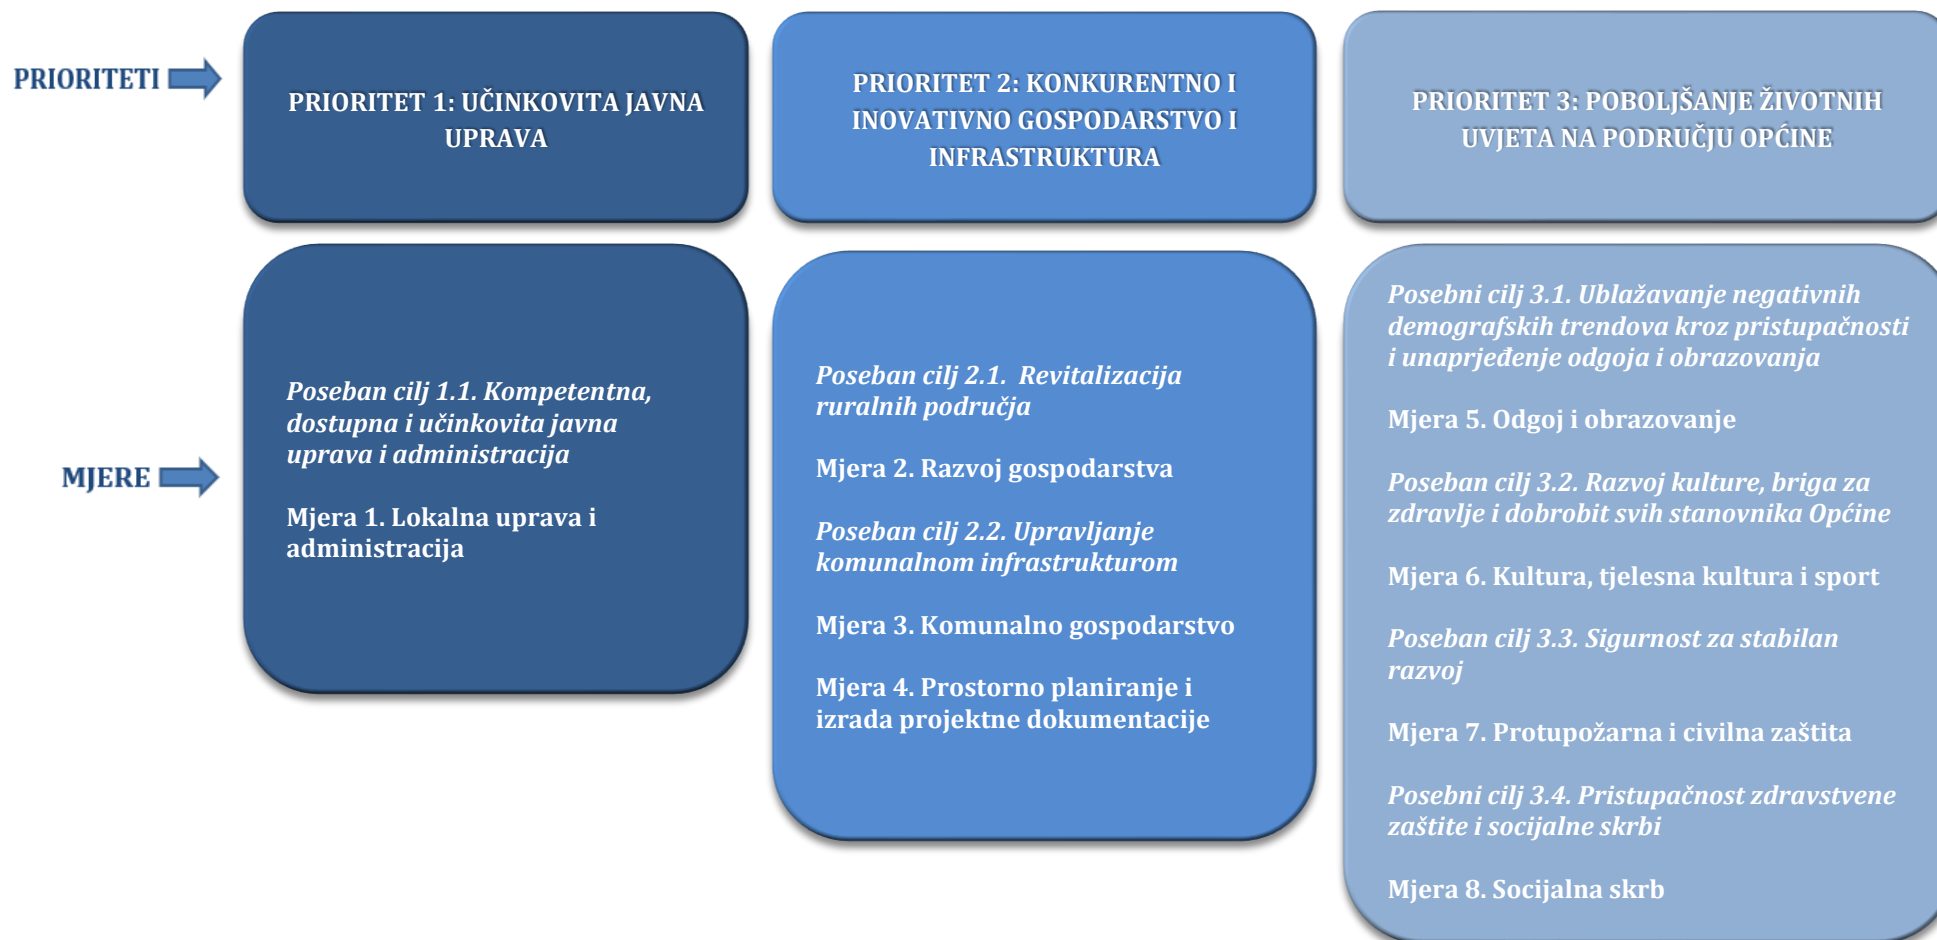 PRIORITETI
PRIORITET 1: UČINKOVITA JAVNA
UPRAVA
PRIORITET 2: KONKURENTNO I
INOVATIVNO GOSPODARSTVO I
INFRASTRUKTURA
PRIORITET 3: POBOLJŠANJE ŽIVOTNIH
UVJETA NA PODRUČJU OPĆINE
MJERE
Poseban cilj 1.1. Kompetentna,
dostupna i učinkovita javna
uprava i administracija
Mjera 1. Lokalna uprava i
administracija
Poseban cilj 2.1. Revitalizacija
ruralnih područja
Mjera 2. Razvoj gospodarstva
Poseban cilj 2.2. Upravljanje
komunalnom infrastrukturom
Mjera 3. Komunalno gospodarstvo
Mjera 4. Prostorno planiranje i
izrada projektne dokumentacije
Posebni cilj 3.1. Ublažavanje negativnih
demografskih trendova kroz pristupačnosti
i unaprjeđenje odgoja i obrazovanja
Mjera 5. Odgoj i obrazovanje
Poseban cilj 3.2. Razvoj kulture, briga za
zdravlje i dobrobit svih stanovnika Općine
Mjera 6. Kultura, tjelesna kultura i sport
Poseban cilj 3.3. Sigurnost za stabilan
razvoj
Mjera 7. Protupožarna i civilna zaštita
Posebni cilj 3.4. Pristupačnost zdravstvene
zaštite i socijalne skrbi
Mjera 8. Socijalna skrb